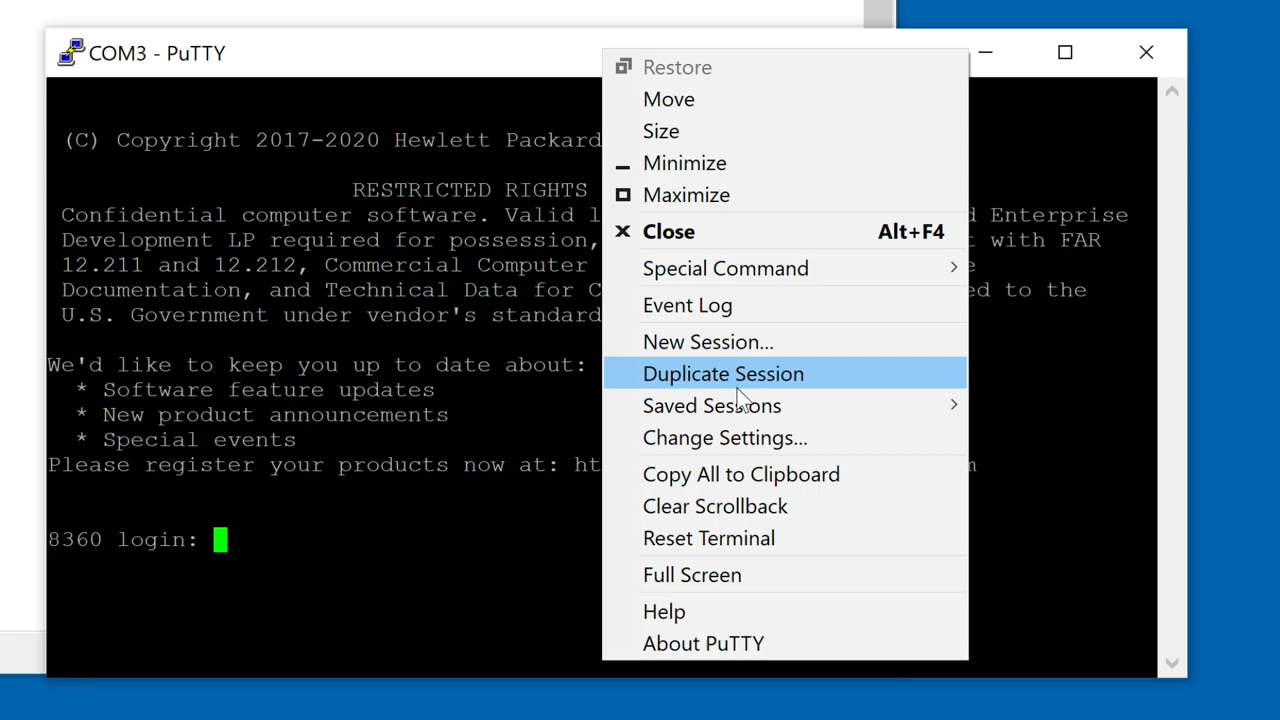 COM3 - PuTTY
(C) Copyright 2017-2020 Hewlett Packard
RESTRICTED RIGHTS
Confidential computer software. Valid l d Enterprise
Development LP required for possession, t with FAR
12.211 and 12.212, Commercial Computer e
Documentation, and Technical Data for C ed to the
U.S. Government under vendor's standard
We'd like to keep you up to date about:
* Software feature updates
* New product announcements
* Special events
Please register your products now at: ht m
8360 login:
Restore
Move
Size
Minimize
Maximize
Close Alt+F4
Special Command
Event Log
New Session...
Duplicate Session
Saved Sessions
Change Settings...
Copy All to Clipboard
Clear Scrollback
Reset Terminal
Full Screen
Help
About PuTTY